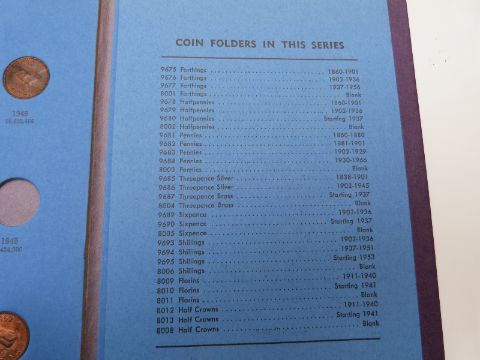 COIN FOLDERS IN THIS SERIES
9675 Farthings 1860-1901
9676 Farthings 1902-1936
9677 Farthings 1937-1956
8001 Farthings Blank
9678 Halfpennies 1860-1901
9679 Halfpennies 1902-1936
9680 Halfpennies Starting 1937
8002 Halfpennies Blank
9681 Pennies 1860-1880
9682 Pennies 1881-1901
9683 Pennies 1902-1929
9684 Pennies 1930-1966
8003 Pennies Blank
9685 Threepence Silver 1838-1901
9686 Threepence Silver 1902-1945
9687 Threepence Brass Starting 1937
8004 Threepence Brass Blank
9689 Sixpence 1902-1936
9690 Sixpence Starting 1937
8005 Sixpence Blank
9693 Shillings 1902-1936
9694 Shillings 1937-1951
9695 Shillings Starting 1953
8006 Shillings Blank
8009 Florins 1911-1940
8010 Florins Starting 1941
8011 Florins Blank
8012 Half Crowns 1911-1940
8013 Half Crowns Starting 1941
8008 Half Crowns Blank
1948
1949